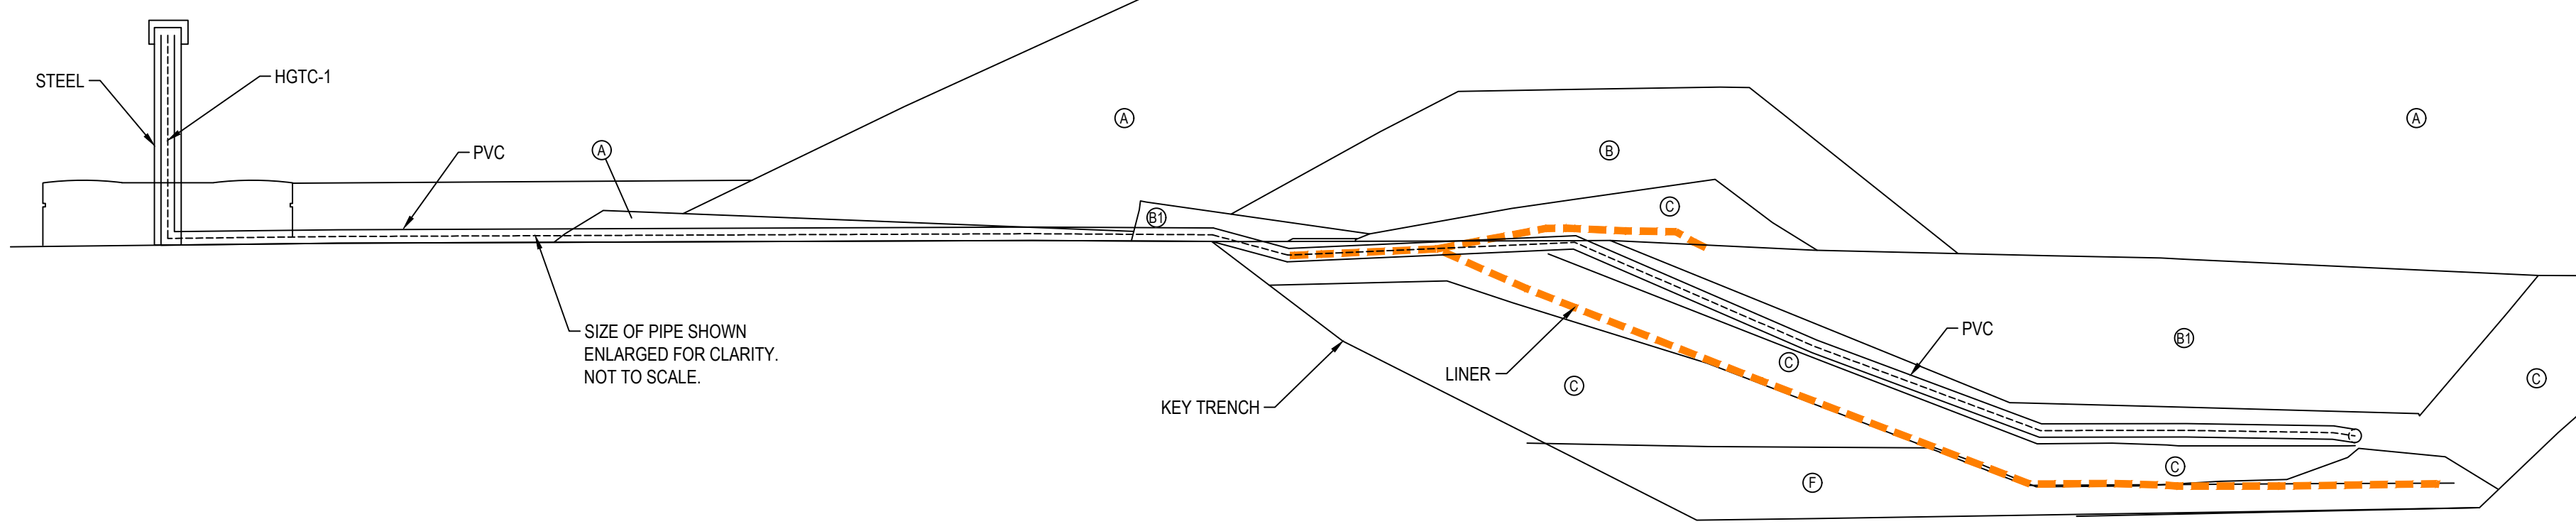 STEEL
HGTC-1
PVC
A
A
B
A
B1
C
SIZE OF PIPE SHOWN
ENLARGED FOR CLARITY.
NOT TO SCALE.
PVC
B1
LINER
C
C
C
KEY TRENCH
C
F